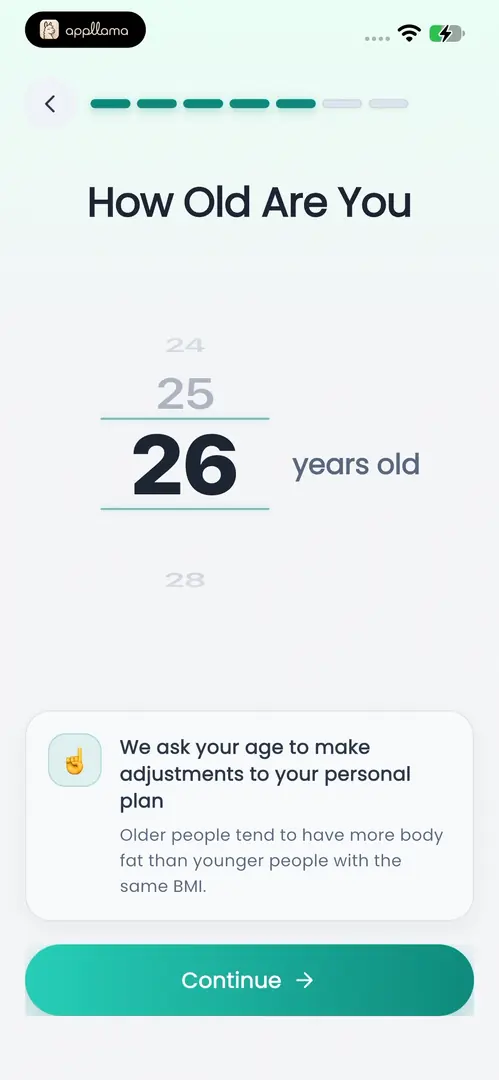 appllama
How Old Are You
24
25
26
years old
28
We ask your age to make
adjustments to your personal
plan
Older people tend to have more body
fat than younger people with the
same BMI.
Continue →